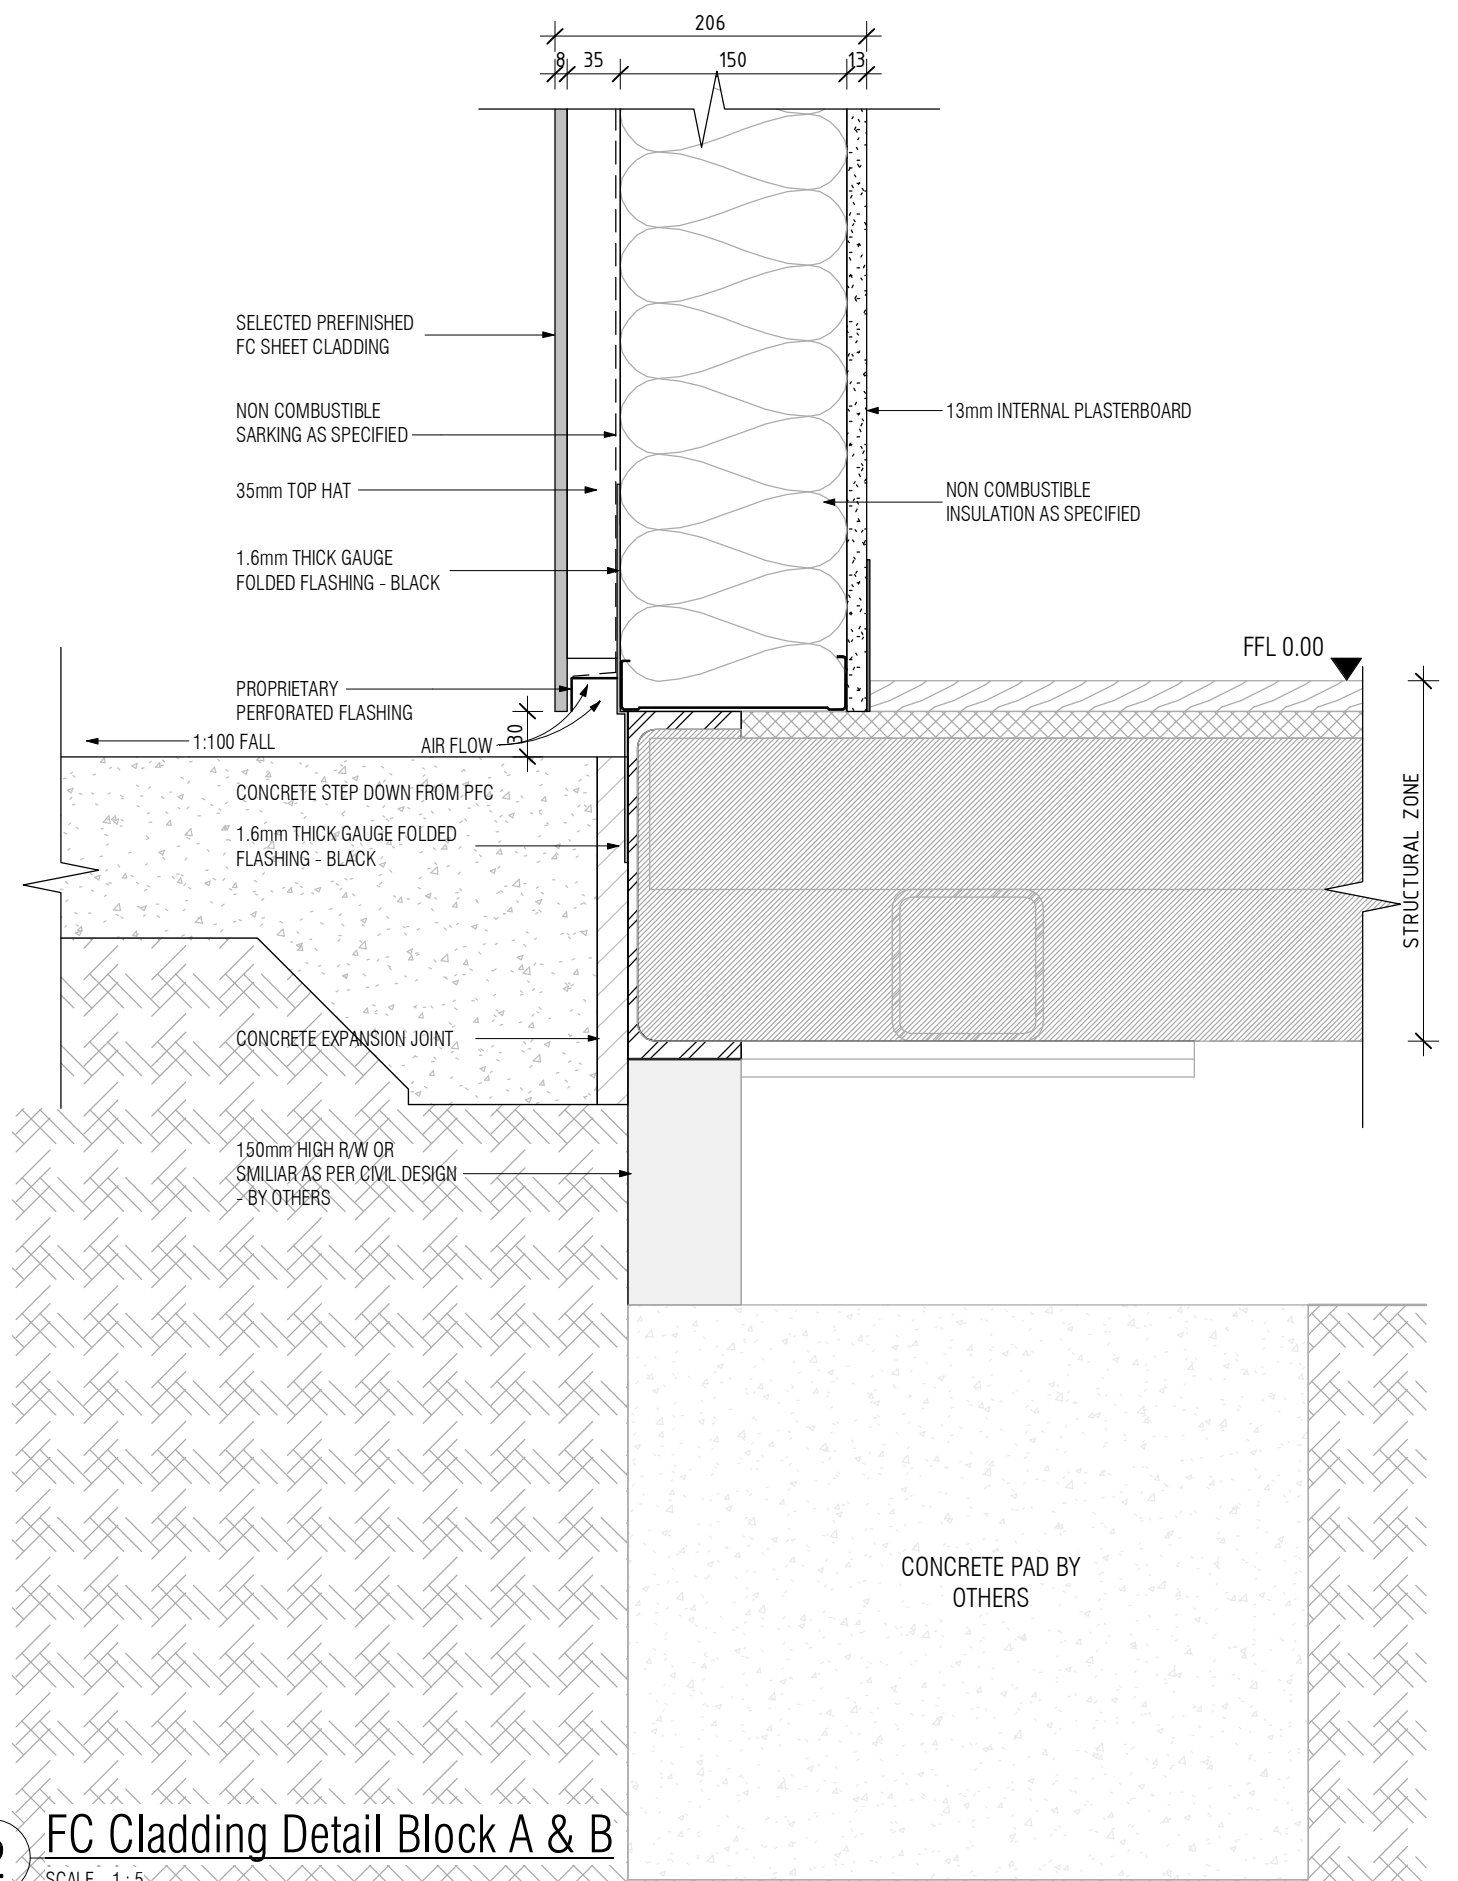 206
8 35 150 13
SELECTED PREFINISHED
FC SHEET CLADDING
NON COMBUSTIBLE
SARKING AS SPECIFIED
35mm TOP HAT
1.6mm THICK GAUGE
FOLDED FLASHING - BLACK
PROPRIETARY
PERFORATED FLASHING
1:100 FALL
AIR FLOW
30
13mm INTERNAL PLASTERBOARD
NON COMBUSTIBLE
INSULATION AS SPECIFIED
FFL 0.00
STRUCTURAL ZONE
CONCRETE STEP DOWN FROM PFC
1.6mm THICK GAUGE FOLDED
FLASHING - BLACK
CONCRETE EXPANSION JOINT
150mm HIGH R/W OR
SMILIAR AS PER CIVIL DESIGN
- BY OTHERS
CONCRETE PAD BY
OTHERS
FC Cladding Detail Block A & B
SCALE 1 : 5